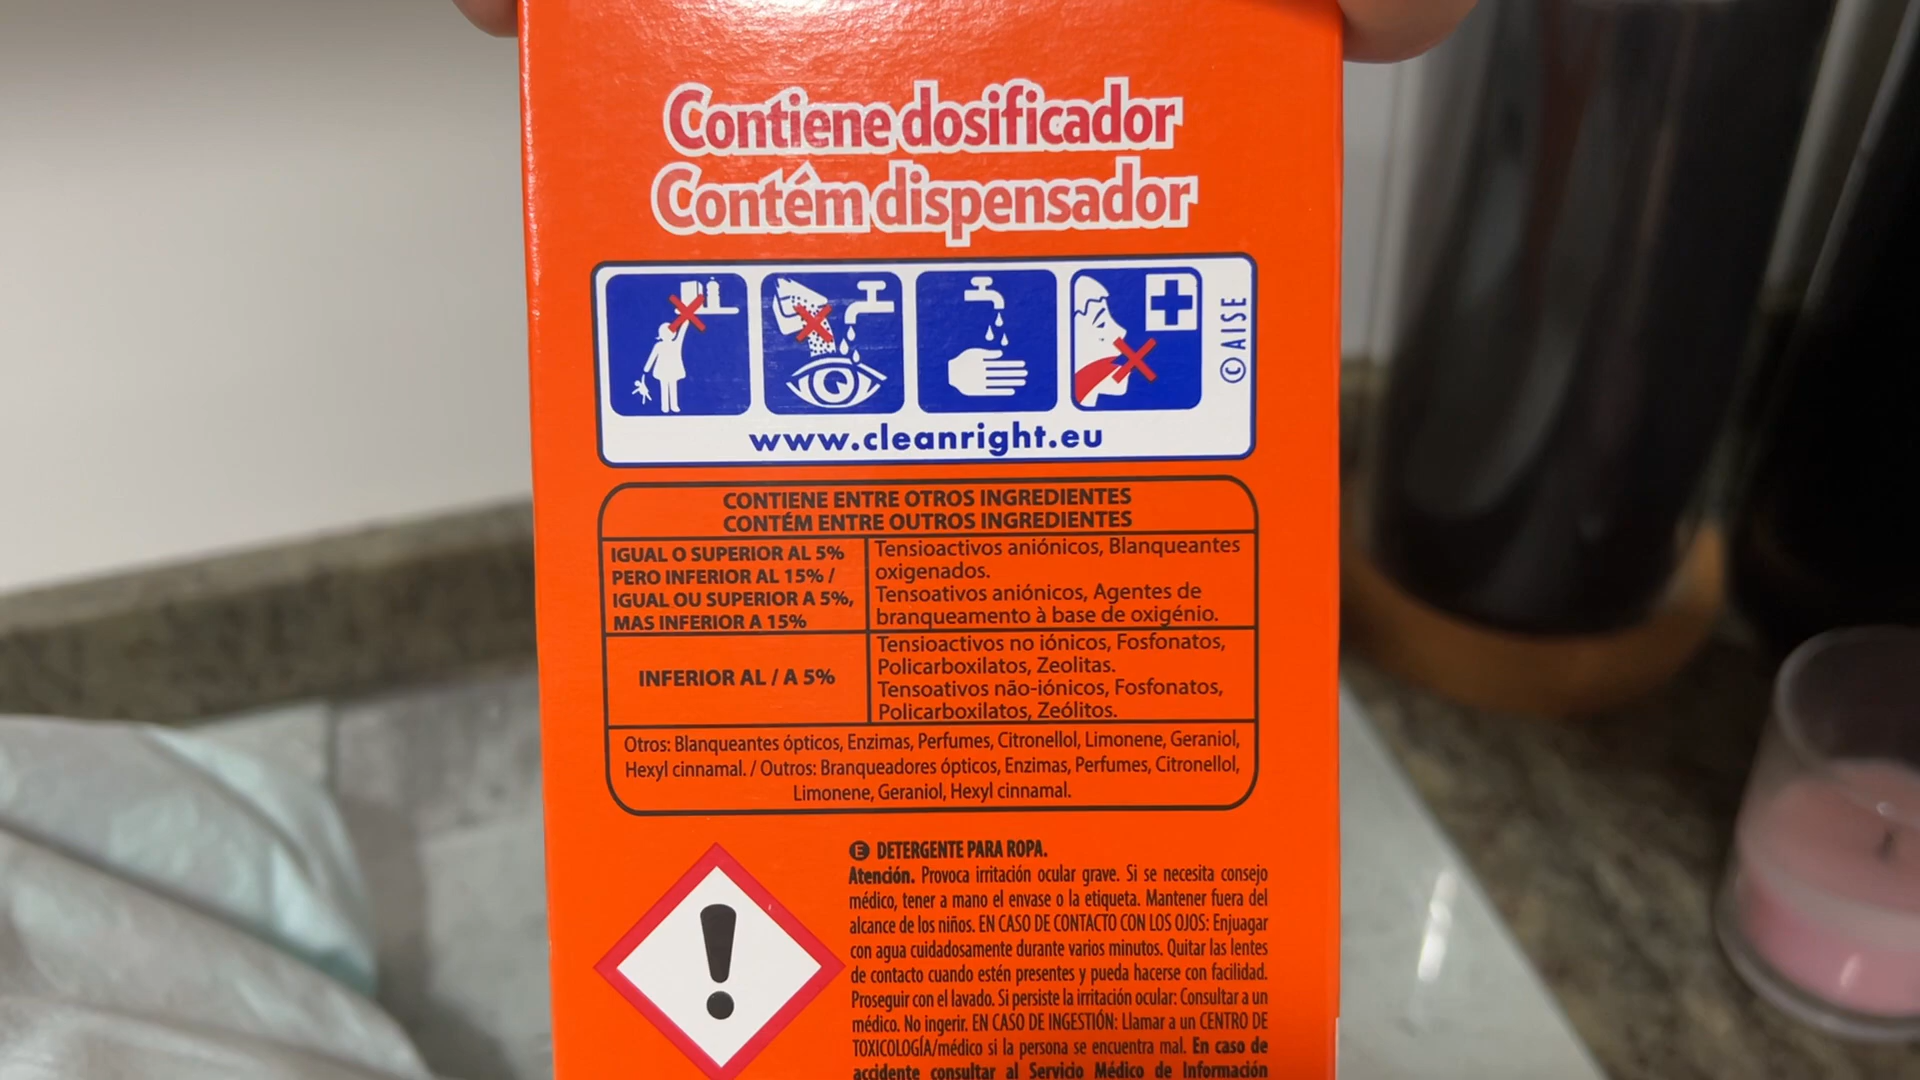 Contiene dosificador
Contém dispensador
© AISE
www.cleanright.eu
CONTIENE ENTRE OTROS INGREDIENTES
CONTÉM ENTRE OUTROS INGREDIENTES
IGUAL O SUPERIOR AL 5%
PERO INFERIOR AL 15% /
IGUAL OU SUPERIOR A 5%,
MAS INFERIOR A 15%
Tensioactivos aniónicos, Blanqueantes
oxigenados.
Tensoativos aniónicos, Agentes de
branqueamento à base de oxigénio.
INFERIOR AL / A 5%
Tensioactivos no iónicos, Fosfonatos,
Policarboxilatos, Zeolitas.
Tensoativos não-iónicos, Fosfonatos,
Policarboxilatos, Zeólitos.
Otros: Blanqueantes ópticos, Enzimas, Perfumes, Citronellol, Limonene, Geraniol,
Hexyl cinnamal. / Outros: Branqueadores ópticos, Enzimas, Perfumes, Citronellol,
Limonene, Geraniol, Hexyl cinnamal.
E DETERGENTE PARA ROPA.
Atención. Provoca irritación ocular grave. Si se necesita consejo
médico, tener a mano el envase o la etiqueta. Mantener fuera del
alcance de los niños. EN CASO DE CONTACTO CON LOS OJOS: Enjuagar
con agua cuidadosamente durante varios minutos. Quitar las lentes
de contacto cuando estén presentes y pueda hacerse con facilidad.
Proseguir con el lavado. Si persiste la irritación ocular: Consultar a un
médico. No ingerir. EN CASO DE INGESTIÓN: Llamar a un CENTRO DE
TOXICOLOGÍA/médico si la persona se encuentra mal. En caso de
accidente consultar al Servicio Médico de Información